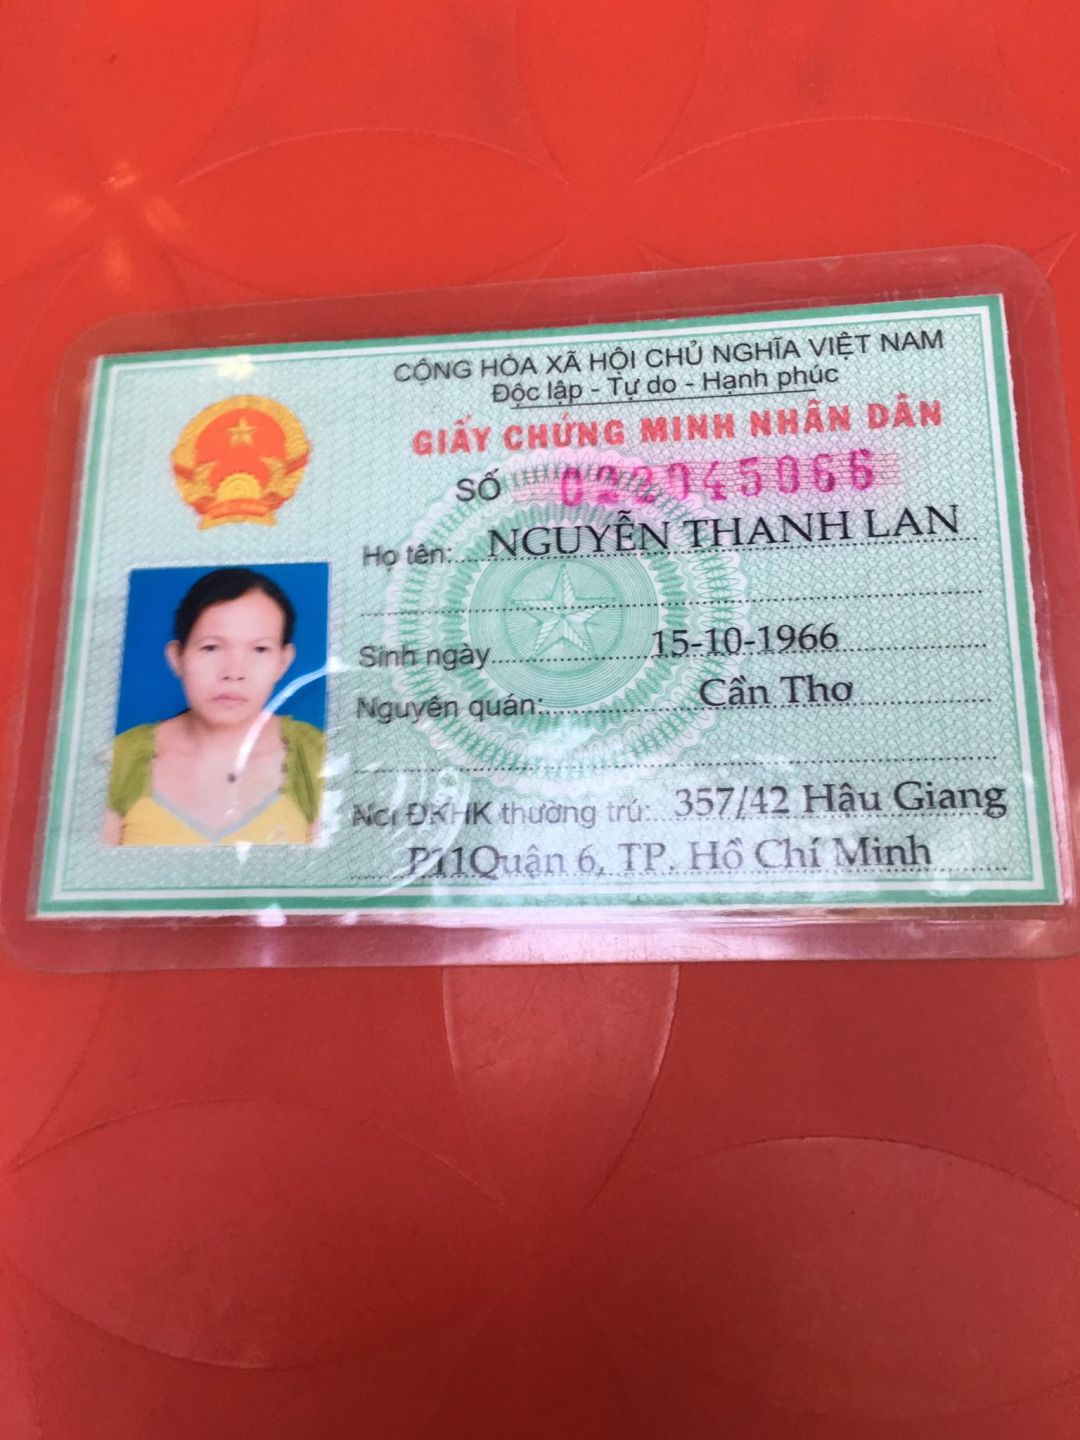 CỘNG HÒA XÃ HỘI CHỦ NGHĨA VIỆT NAM
Độc lập - Tự do - Hạnh phúc
GIẤY CHỨNG MINH NHÂN DÂN
SỐ 022945066
Họ tên: NGUYỄN THANH LAN
Sinh ngày 15-10-1966
Nguyên quán: Cần Thơ
Nơi ĐKHK thường trú: 357/42 Hậu Giang
P11Quận 6, TP. Hồ Chí Minh